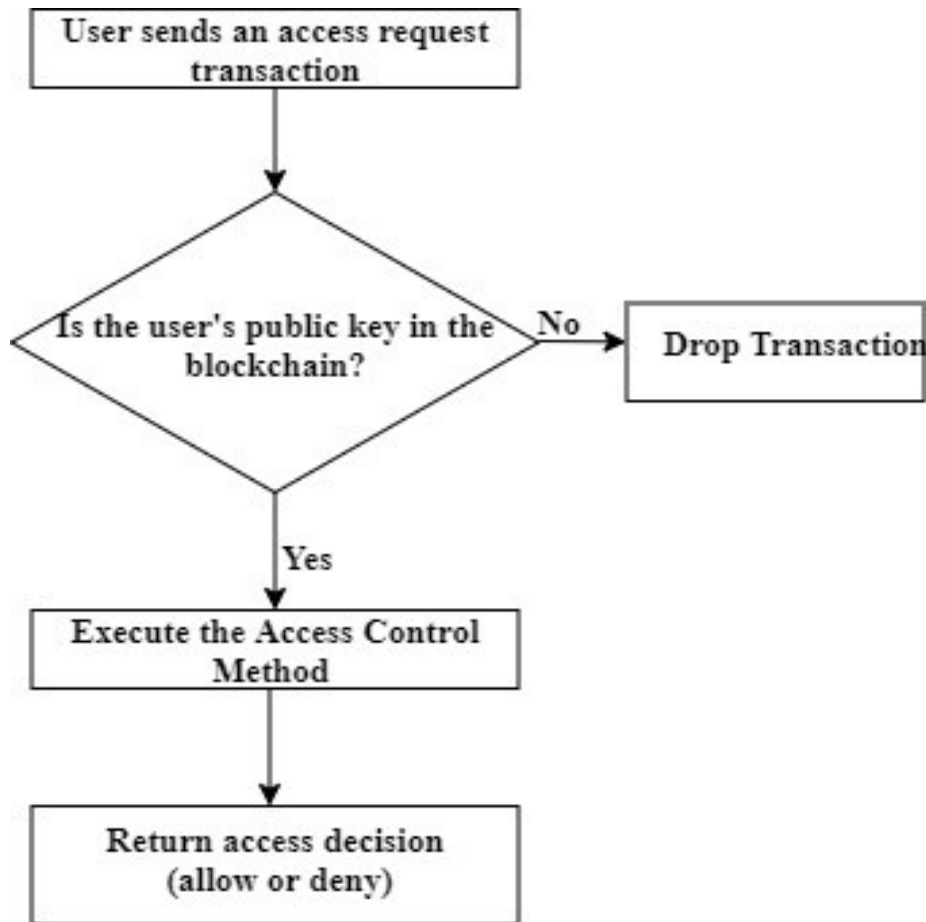 User sends an access request
transaction
Is the user's public key in the
blockchain?
No
Drop Transaction
Yes
Execute the Access Control
Method
Return access decision
(allow or deny)